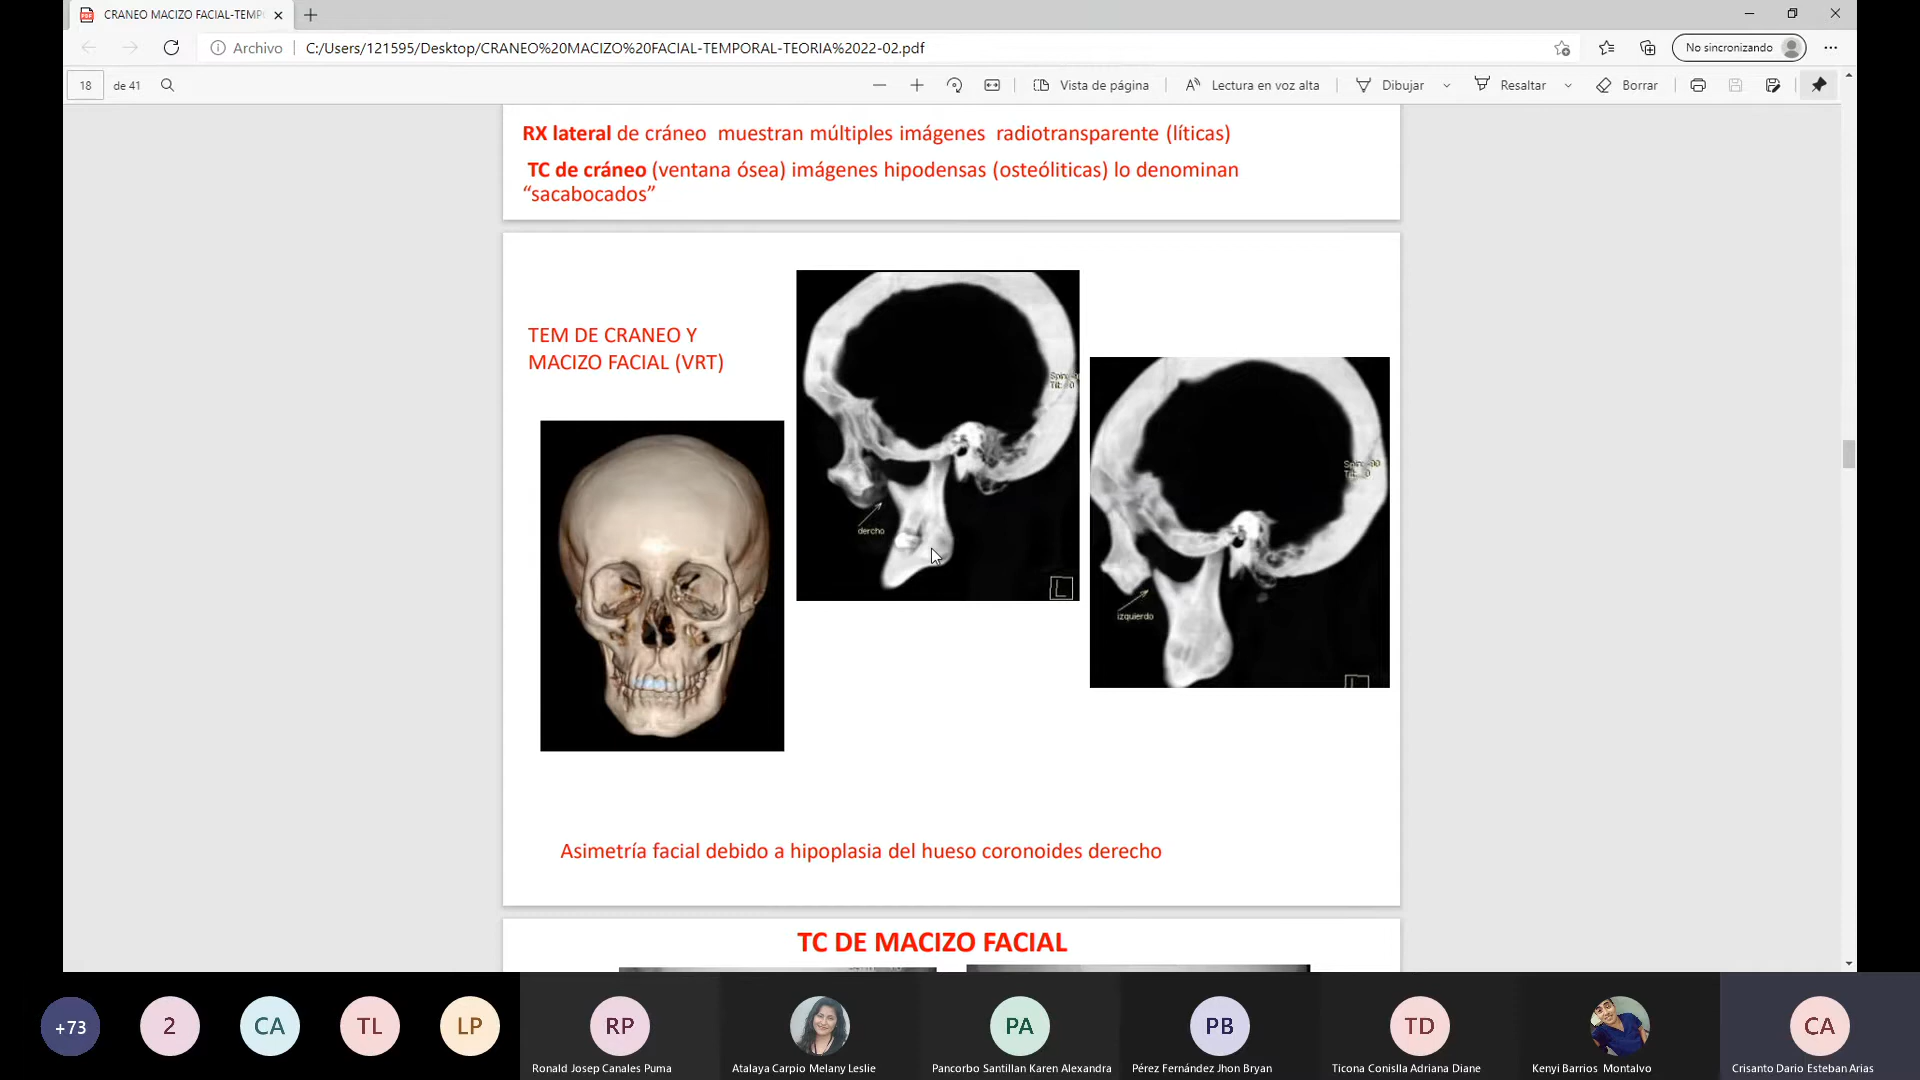 CRANEO MACIZO FACIAL-TEMP
Archivo
C:/Users/121595/Desktop/CRANEO%20MACIZO%20FACIAL-TEMPORAL-TEORIA%2022-02.pdf
No sincronizando
18 de 41
Vista de página
Lectura en voz alta
Dibujar
Resaltar
Borrar
RX lateral de cráneo muestran múltiples imágenes radiotransparente (líticas)
TC de cráneo (ventana ósea) imágenes hipodensas (osteóliticas) lo denominan
“sacabocados”
TEM DE CRANEO Y
MACIZO FACIAL (VRT)
Tilt: 0
dercho
L
Tilt: 0
izquierdo
Asimetría facial debido a hipoplasia del hueso coronoides derecho
TC DE MACIZO FACIAL
+73
2
CA
TL
LP
RP
PA
PB
TD
CA
Ronald Josep Canales Puma
Atalaya Carpio Melany Leslie
Pancorbo Santillan Karen Alexandra
Pérez Fernández Jhon Bryan
Ticona Conislla Adriana Diane
Kenyi Barrios Montalvo
Crisanto Dario Esteban Arias